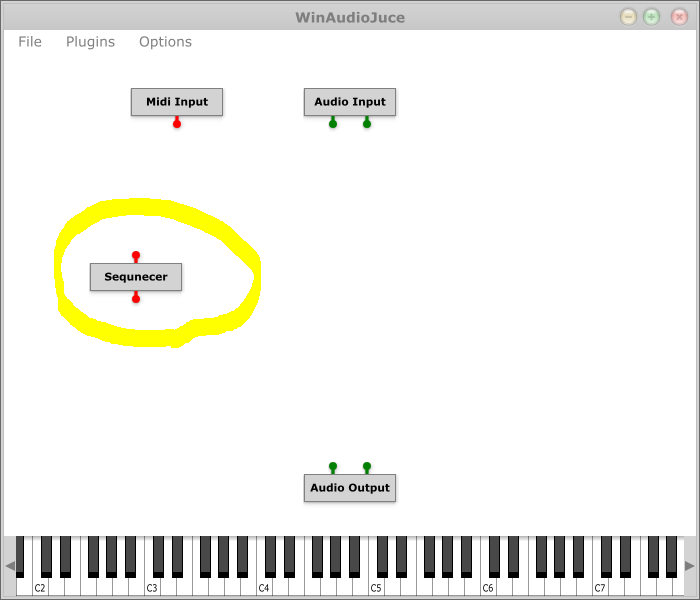 WinAudioJuce
File Plugins Options
Midi Input Audio Input
Sequnecer
Audio Output
C2 C3 C4 C5 C6 C7